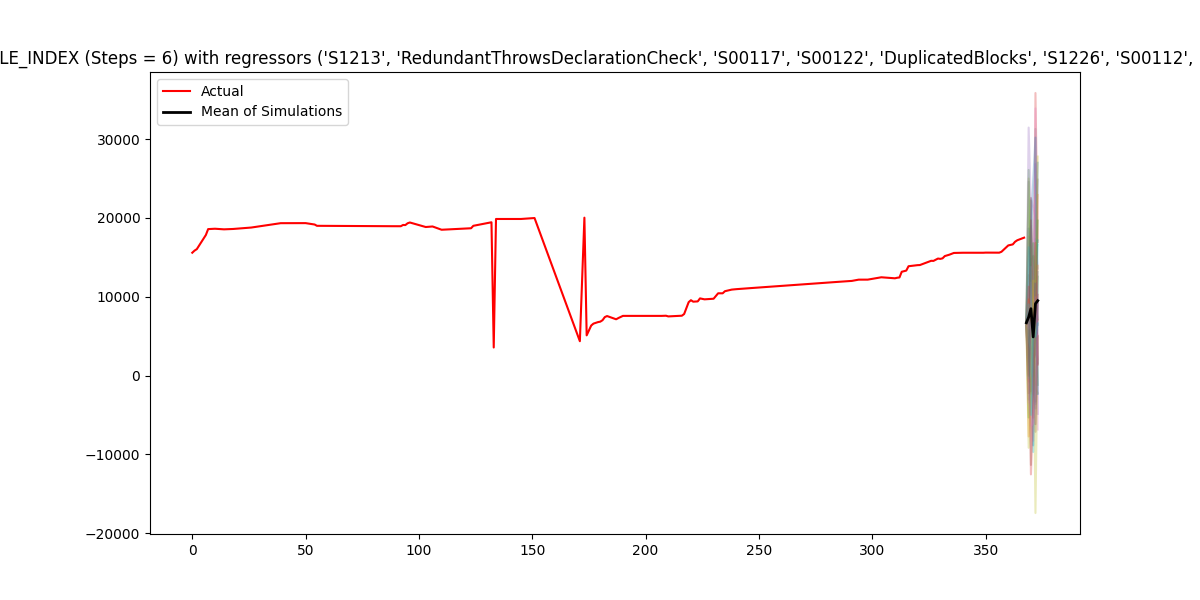 LE_INDEX (Steps = 6) with regressors ('S1213', 'RedundantThrowsDeclarationCheck', 'S00117', 'S00122', 'DuplicatedBlocks', 'S1226', 'S00112',
Actual
Mean of Simulations
30000
20000
10000
0
−10000
−20000
0 50 100 150 200 250 300 350